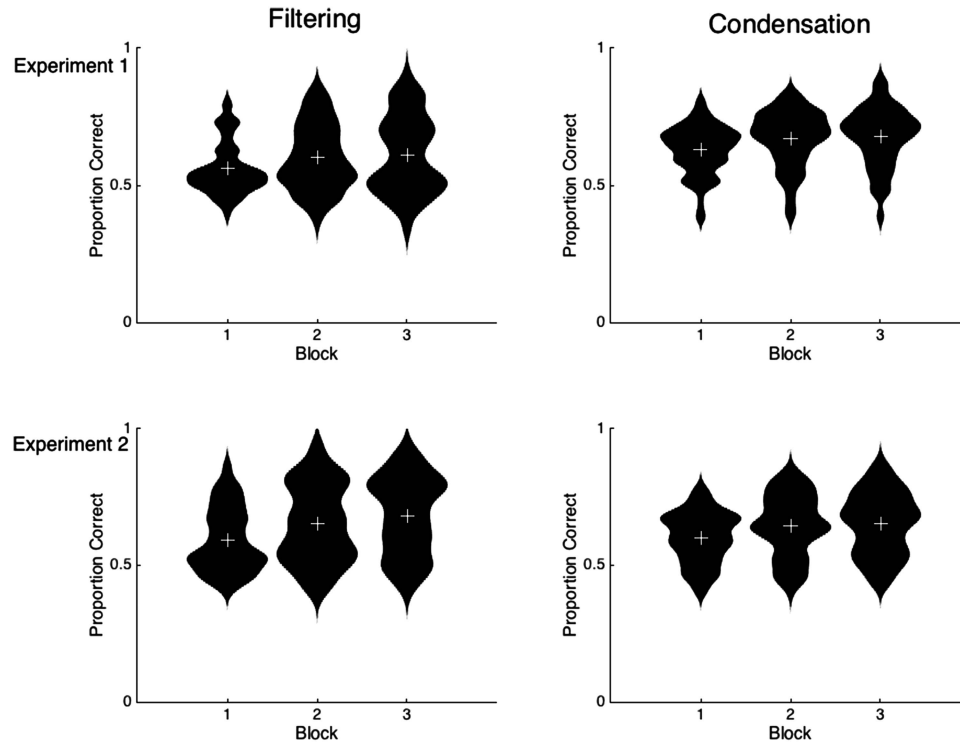 Filtering
Condensation
Experiment 1
1
Proportion Correct
0.5
0
1 2 3
Block
1
Proportion Correct
0.5
0
1 2 3
Block
Experiment 2
1
Proportion Correct
0.5
0
1 2 3
Block
1
Proportion Correct
0.5
0
1 2 3
Block